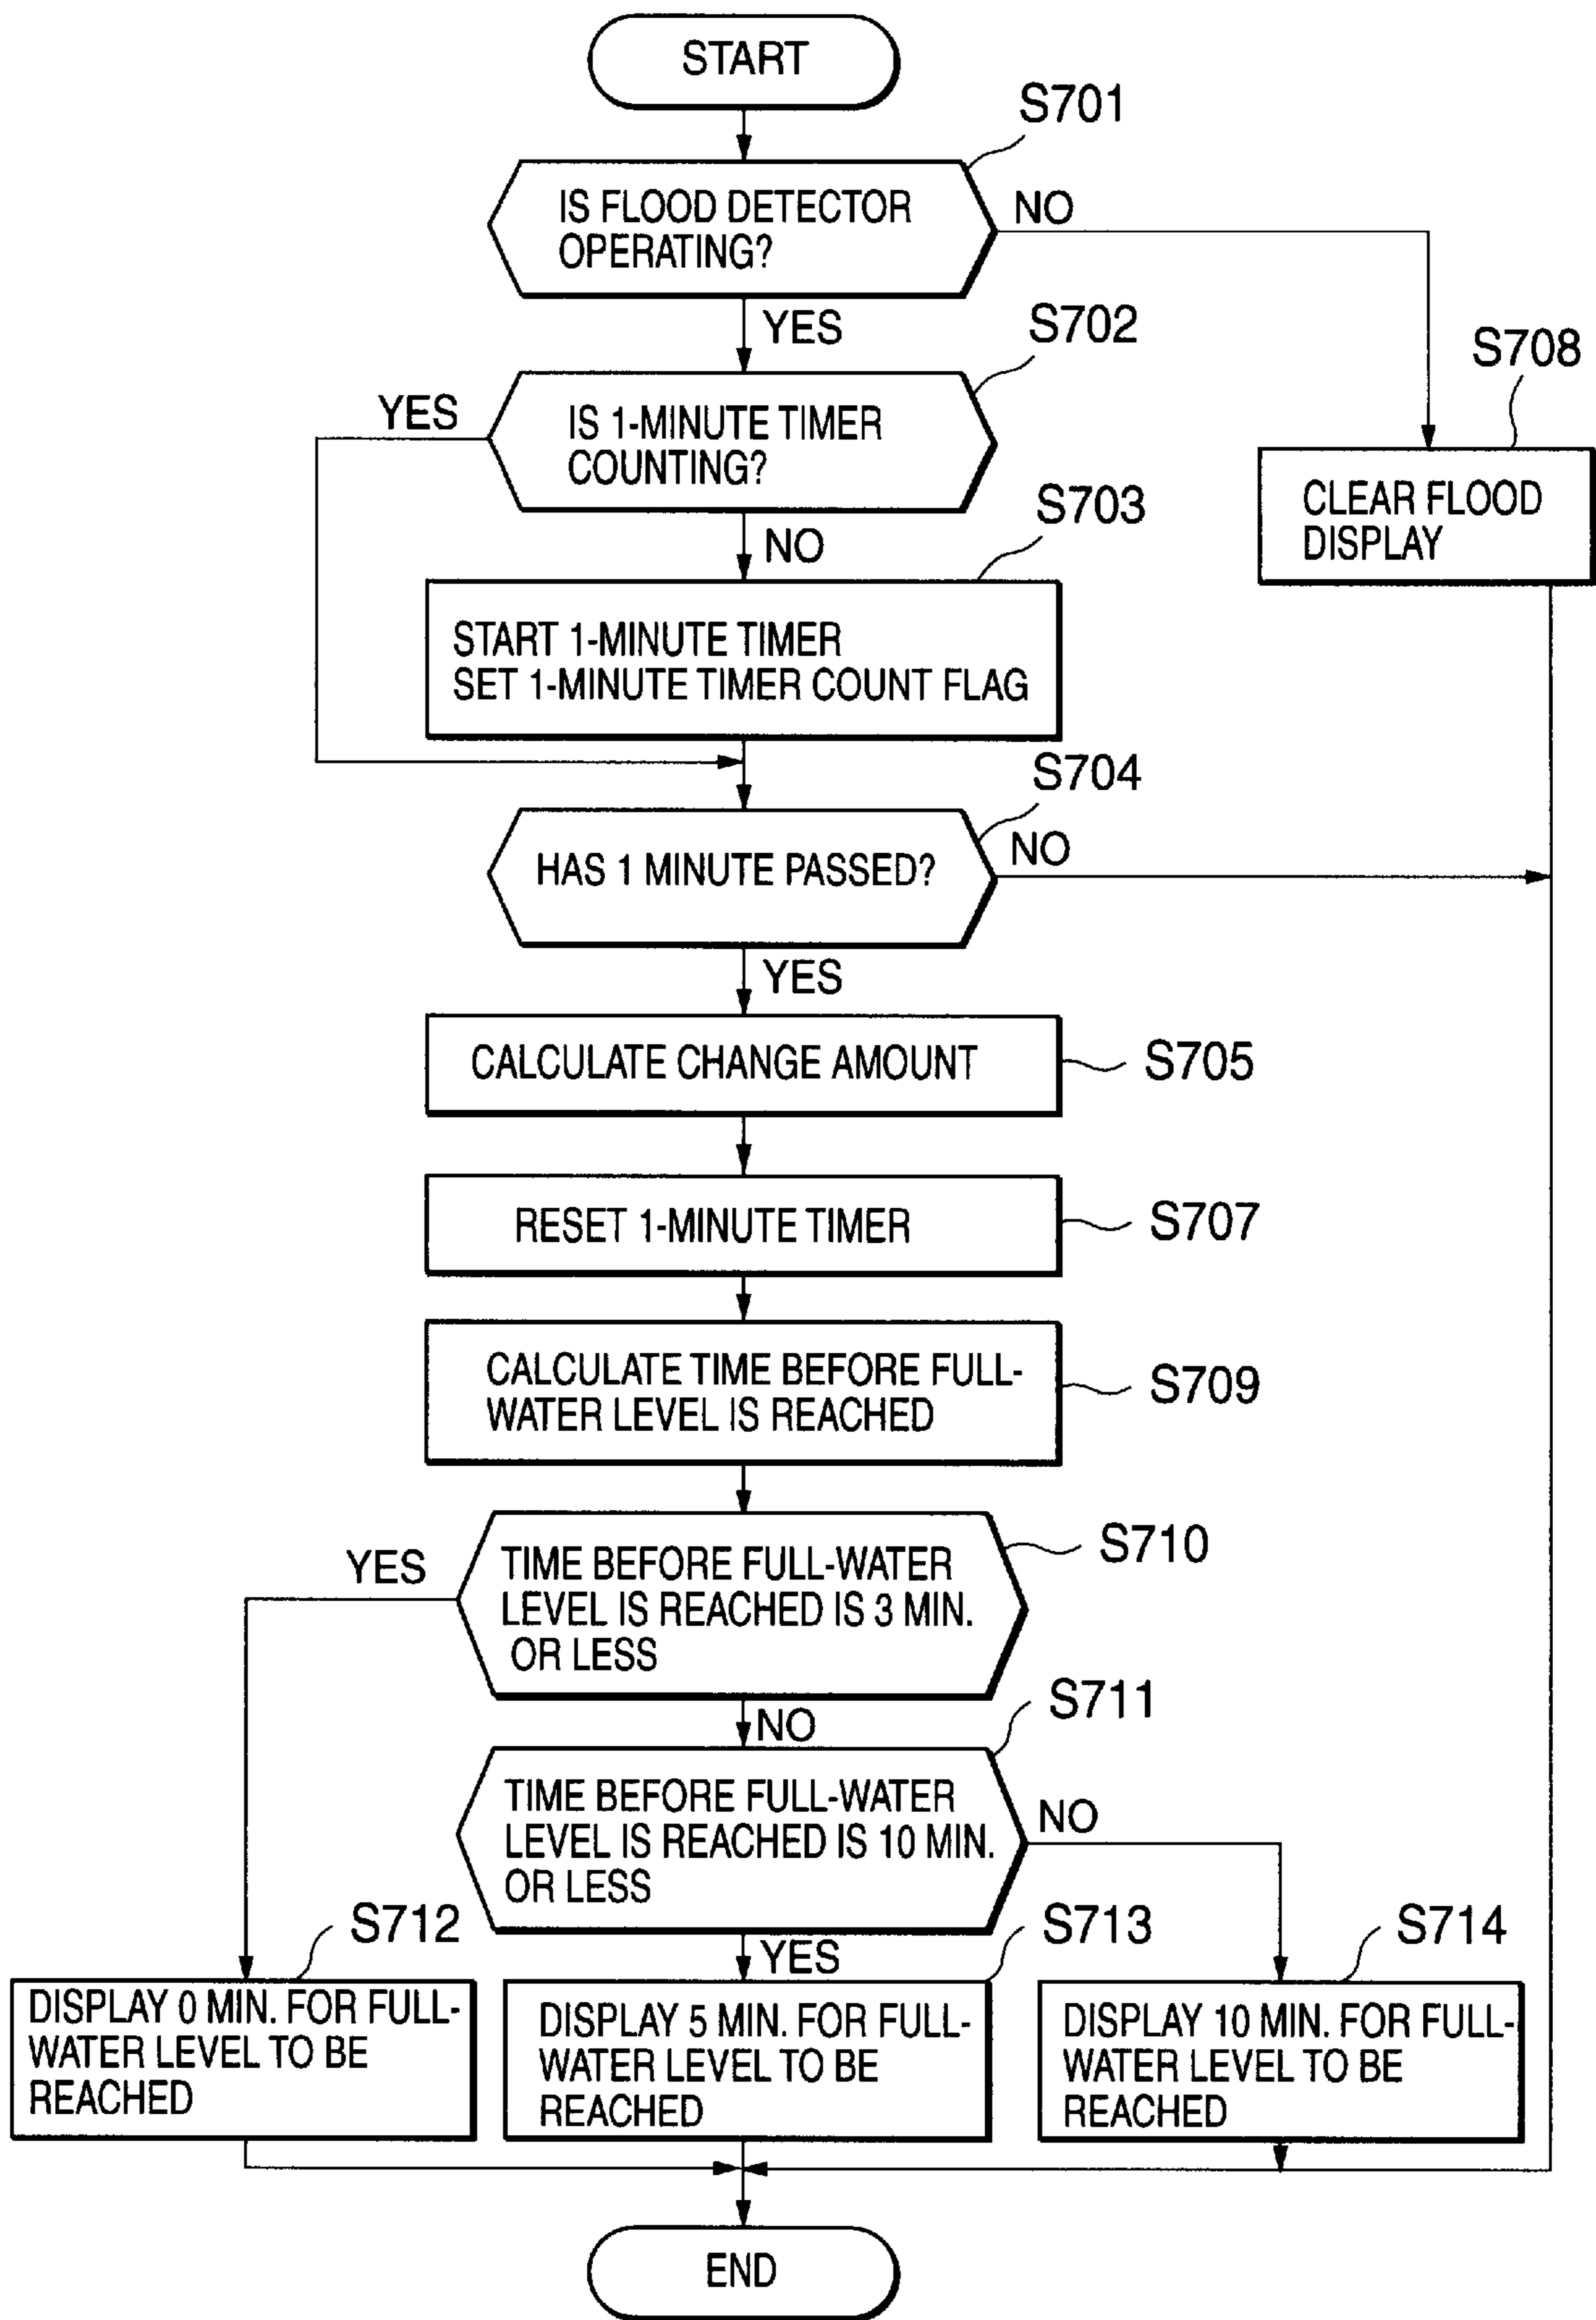 START
S701
IS FLOOD DETECTOR
OPERATING?
NO
YES
S702
S708
YES
IS 1-MINUTE TIMER
COUNTING?
CLEAR FLOOD
DISPLAY
NO
S703
START 1-MINUTE TIMER
SET 1-MINUTE TIMER COUNT FLAG
S704
HAS 1 MINUTE PASSED?
NO
YES
CALCULATE CHANGE AMOUNT
S705
RESET 1-MINUTE TIMER
S707
CALCULATE TIME BEFORE FULL-
WATER LEVEL IS REACHED
S709
S710
YES
TIME BEFORE FULL-WATER
LEVEL IS REACHED IS 3 MIN.
OR LESS
NO
S711
TIME BEFORE FULL-WATER
LEVEL IS REACHED IS 10 MIN.
OR LESS
NO
YES
S712
DISPLAY 0 MIN. FOR FULL-
WATER LEVEL TO BE
REACHED
S713
DISPLAY 5 MIN. FOR FULL-
WATER LEVEL TO BE
REACHED
S714
DISPLAY 10 MIN. FOR FULL-
WATER LEVEL TO BE
REACHED
END